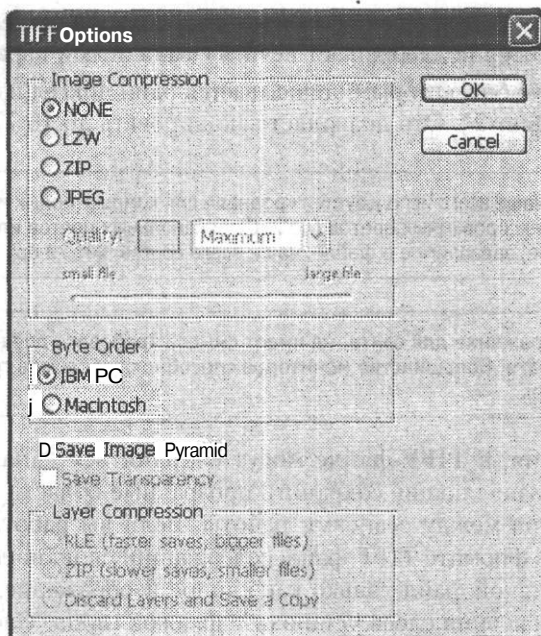 TIFF Options
Image Compression
NONE
LZW
ZIP
JPEG
Quality:
Maximum
small file
large file
OK
Cancel
Byte Order
IBM PC
j Macintosh
D Save Image Pyramid
Save Transparency
Layer Compression
RLE (faster saves, bigger files)
ZIP (slower saves, smaller files)
Discard Layers and Save a Copy